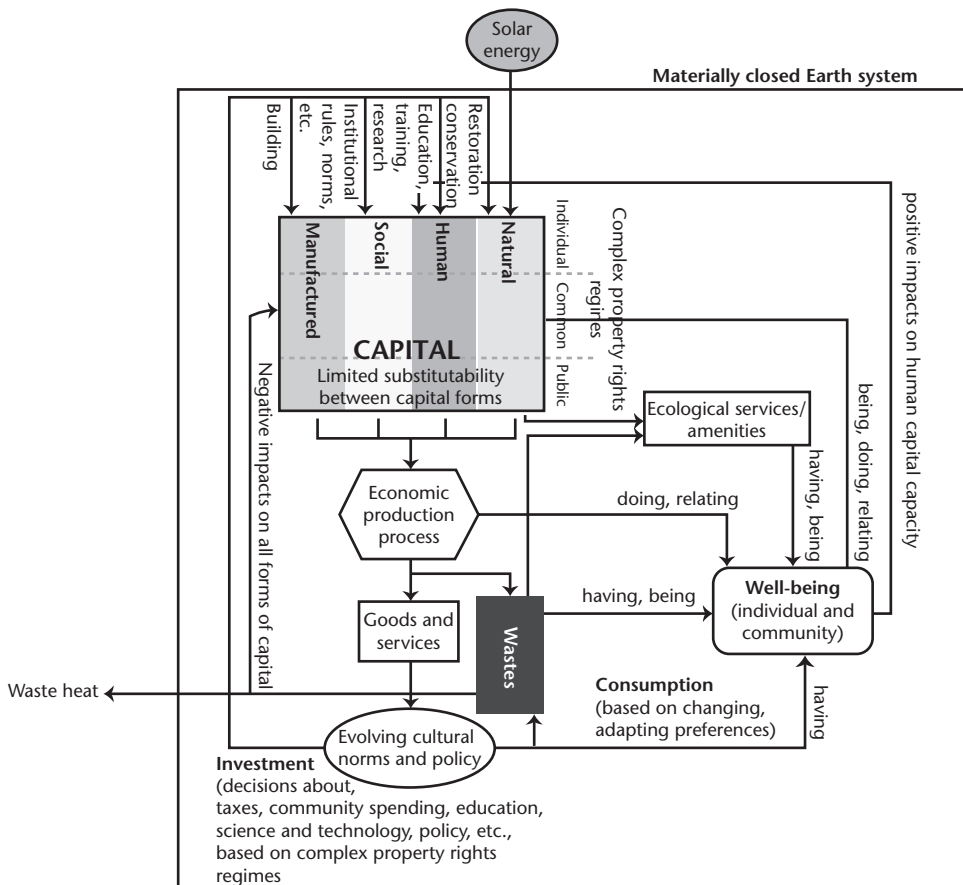 Solar
energy
Materially closed Earth system
Building
Institutional
rules, norms,
etc.
Education,
training,
research
Restoration
conservation
Manufactured
Social
Human
Natural
Individual
Common
Public
Complex property rights
regimes
CAPITAL
Limited substitutability
between capital forms
positive impacts on human capital capacity
being, doing, relating
Ecological services/
amenities
having, being
Economic
production
process
doing, relating
Negative impacts on all forms of capital
Goods and
services
Wastes
having, being
Well-being
(individual and
community)
Waste heat
Consumption
(based on changing,
adapting preferences)
having
Evolving cultural
norms and policy
Investment
(decisions about,
taxes, community spending, education,
science and technology, policy, etc.,
based on complex property rights
regimes